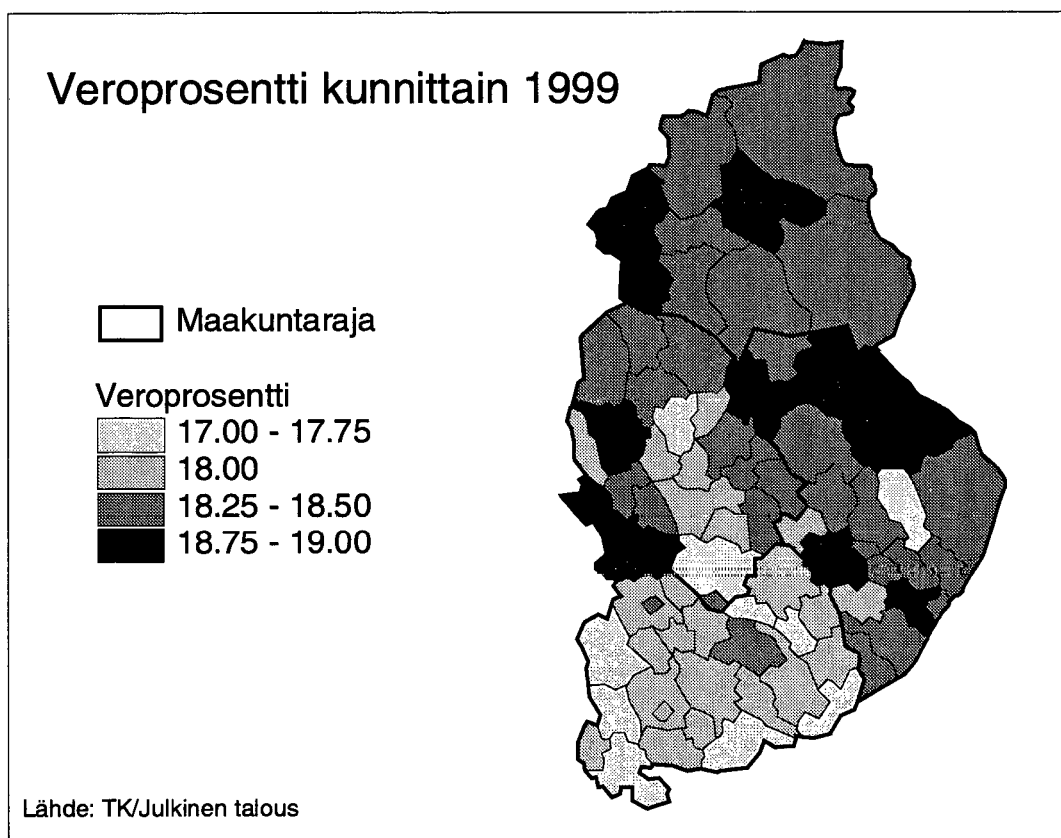 Veroprosentti kunnittain 1999
Maakuntaraja
Veroprosentti
17.00 - 17.75
18.00
18.25 - 18.50
18.75 - 19.00
Lähde: TK/Julkinen talous